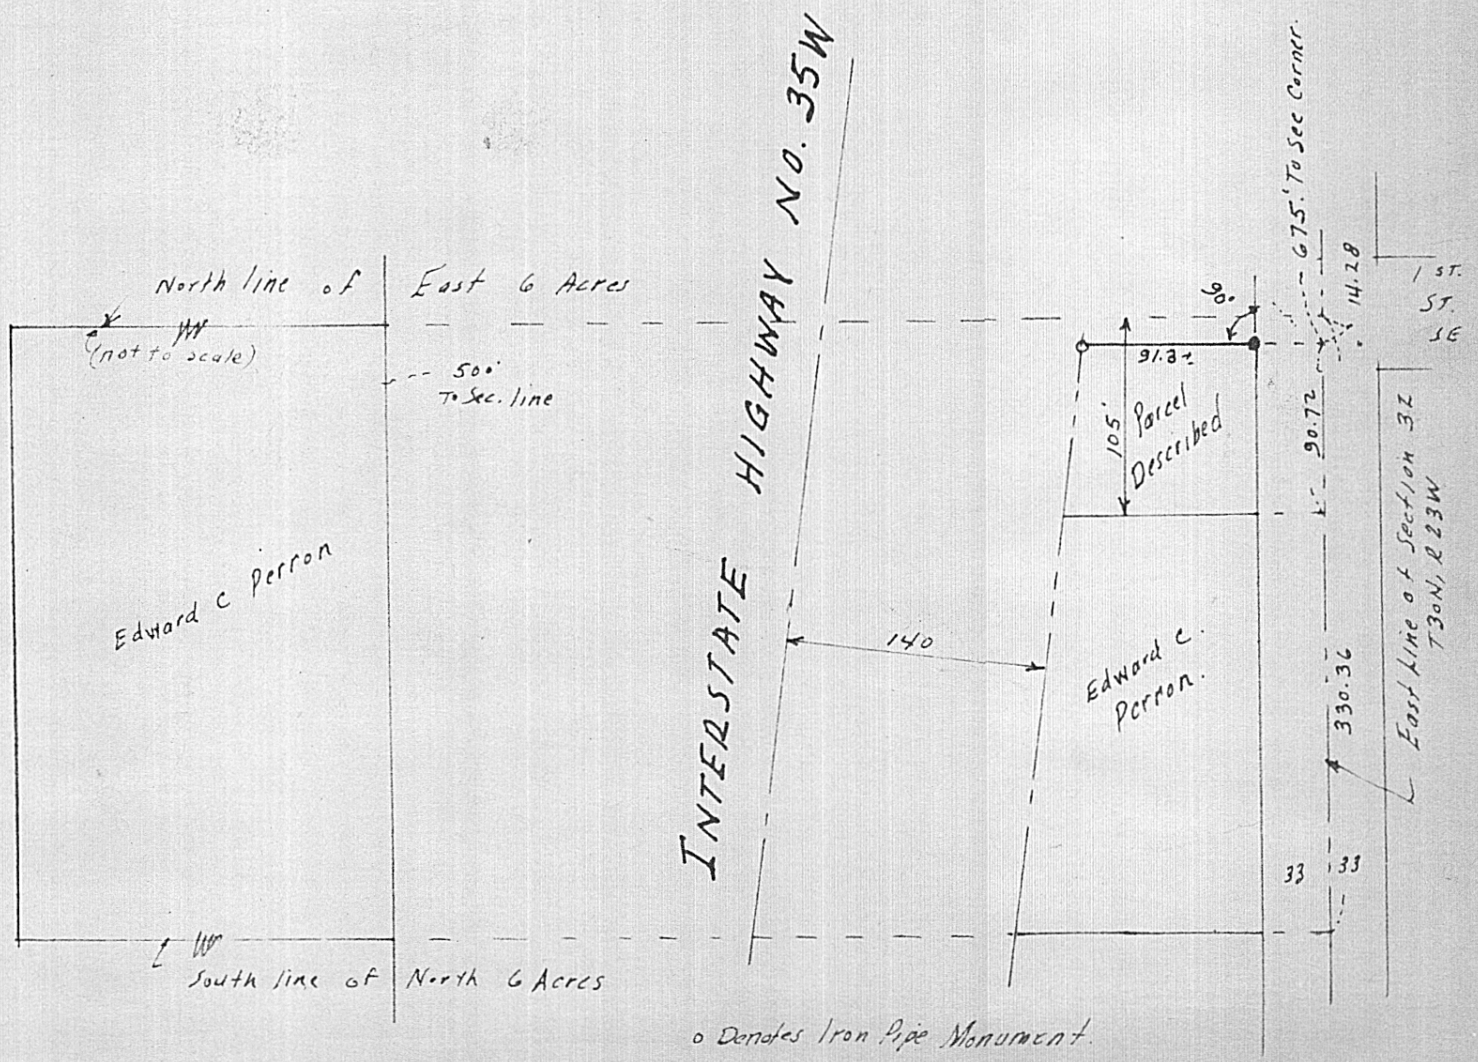 North line of East 6 Acres
(not to scale)
500'
To Sec. line
Edward C Perron
South line of North 6 Acres
INTERSTATE HIGHWAY NO. 35W
140
90°
91.3±
105'
Parcel
Described
Edward C.
Perron.
675.' To Sec Corner.
14.28
90.72
330.36
33
33
1 ST.
ST.
SE
East Line of Section 32
T30N, R23W
o Denotes Iron Pipe Monument.